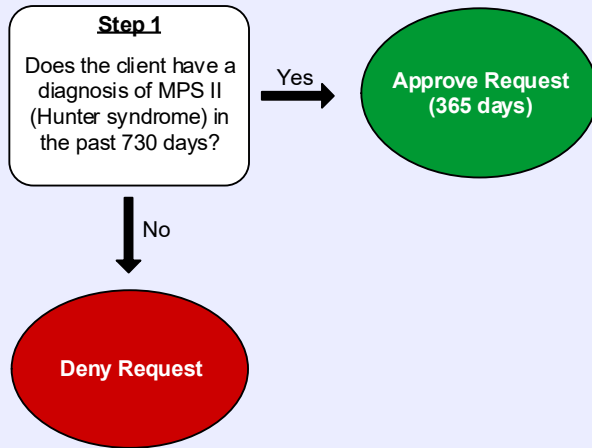 Step 1
Does the client have a
diagnosis of MPS II
(Hunter syndrome) in
the past 730 days?
Yes
Approve Request
(365 days)
No
Deny Request